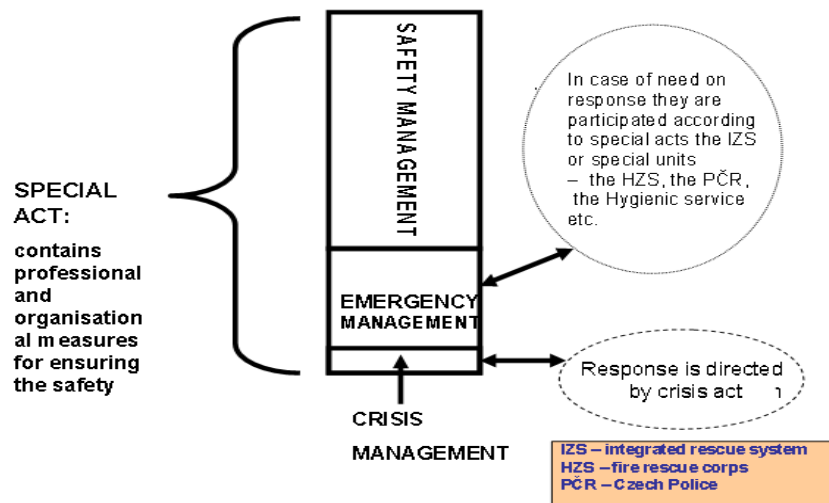 SPECIAL
ACT:
contains
professional
and
organisation
al measures
for ensuring
the safety
SAFETY MANAGEMENT
EMERGENCY
MANAGEMENT
CRISIS
MANAGEMENT
In case of need on
response they are
participated according
to special acts the IZS
or special units
– the HZS, the PČR,
the Hygienic service
etc.
Response is directed
by crisis act
IZS – integrated rescue system
HZS – fire rescue corps
PČR – Czech Police